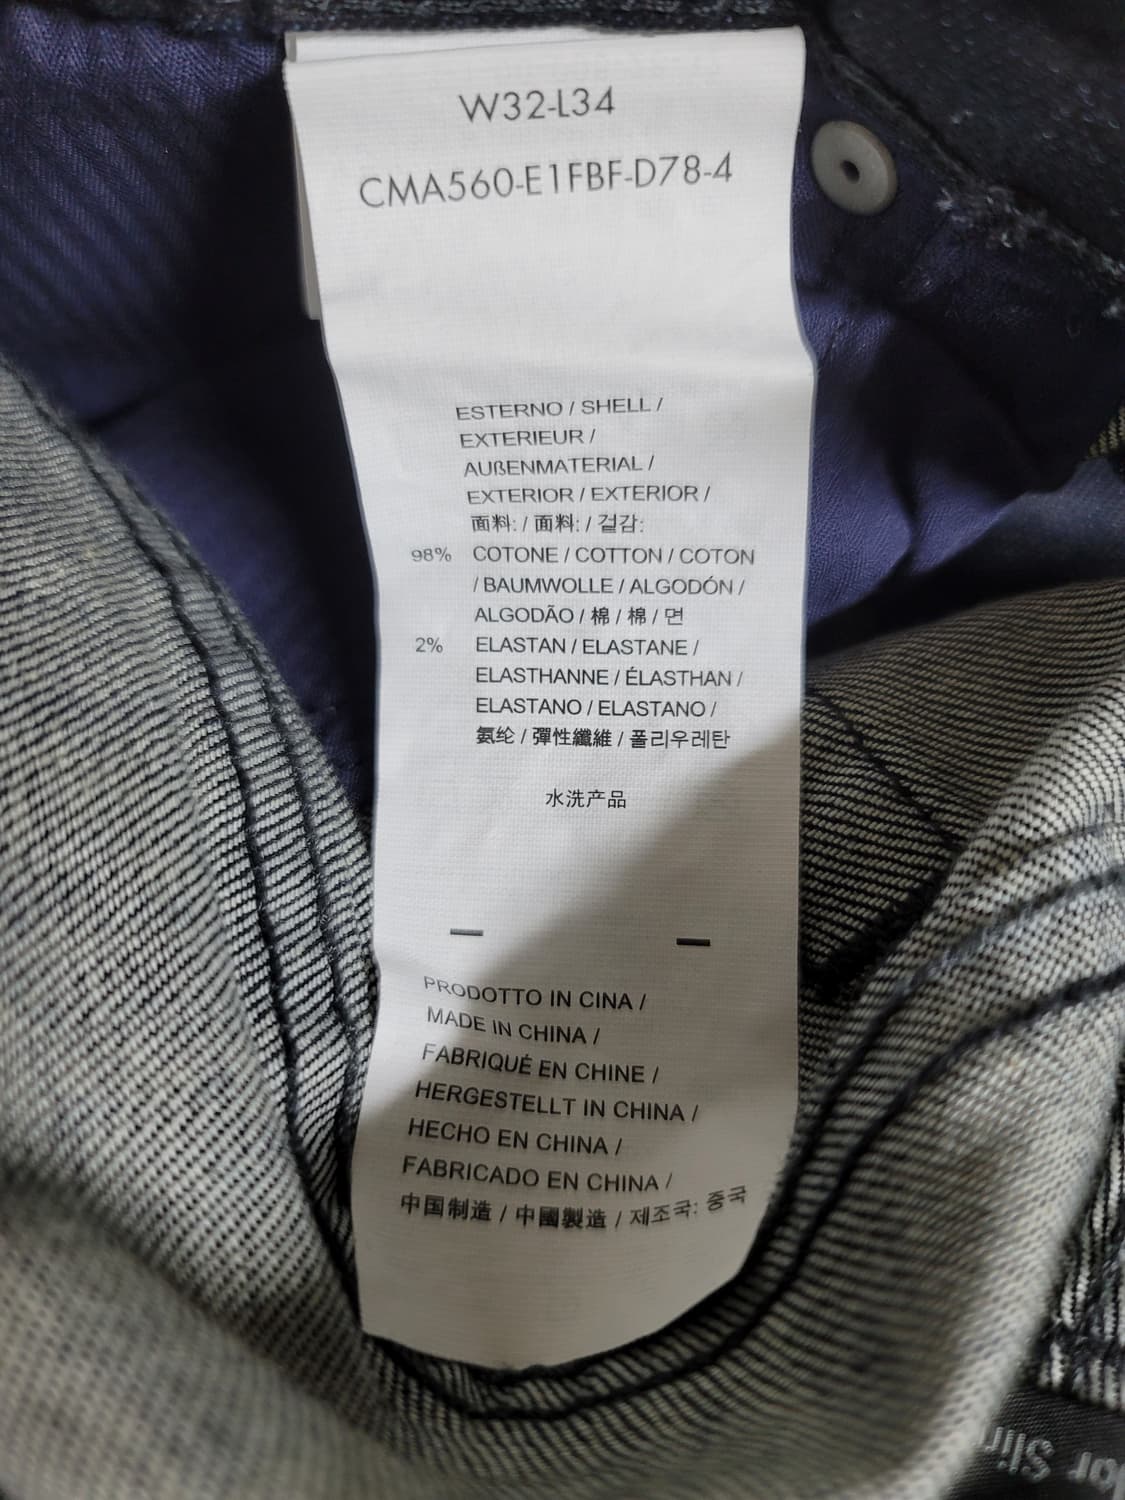 W32-L34
CMA560-E1FBF-D78-4
ESTERNO / SHELL /
EXTERIEUR /
AUßENMATERIAL /
EXTERIOR / EXTERIOR /
面料: / 面料: / 겉감:
98% COTONE / COTTON / COTON
/ BAUMWOLLE / ALGODÓN /
ALGODÃO / 棉 / 棉 / 면
2% ELASTAN / ELASTANE /
ELASTHANNE / ÉLASTHAN /
ELASTANO / ELASTANO /
氨纶 / 彈性纖維 / 폴리우레탄
水洗产品
PRODOTTO IN CINA /
MADE IN CHINA /
FABRIQUÉ EN CHINE /
HERGESTELLT IN CHINA /
HECHO EN CHINA /
FABRICADO EN CHINA /
中国制造 / 中國製造 / 제조국: 중국